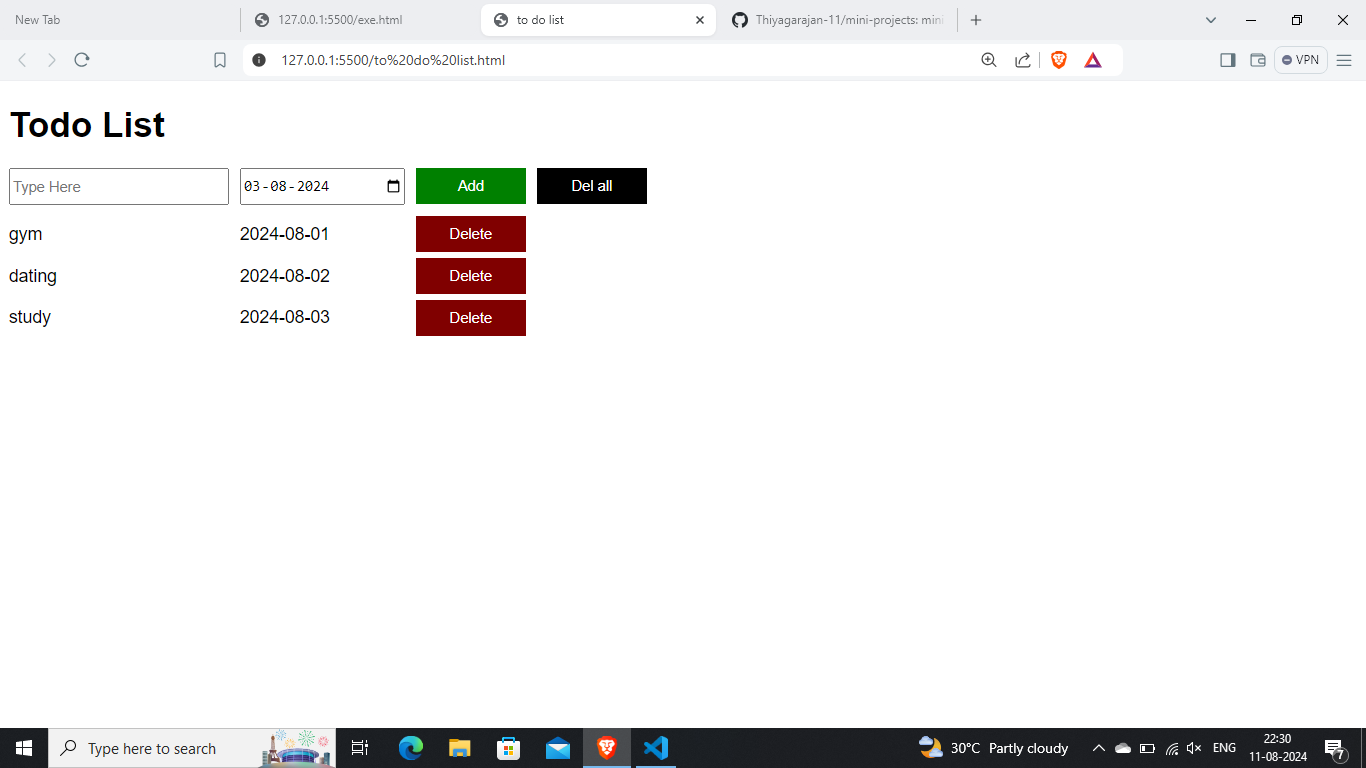 New Tab
127.0.0.1:5500/exe.html
to do list
Thiyagarajan-11/mini-projects: mini
127.0.0.1:5500/to%20do%20list.html
VPN
Todo List
Type Here
03-08-2024
Add
Del all
gym
2024-08-01
Delete
dating
2024-08-02
Delete
study
2024-08-03
Delete
Type here to search
30°C Partly cloudy
ENG
22:30
11-08-2024
7